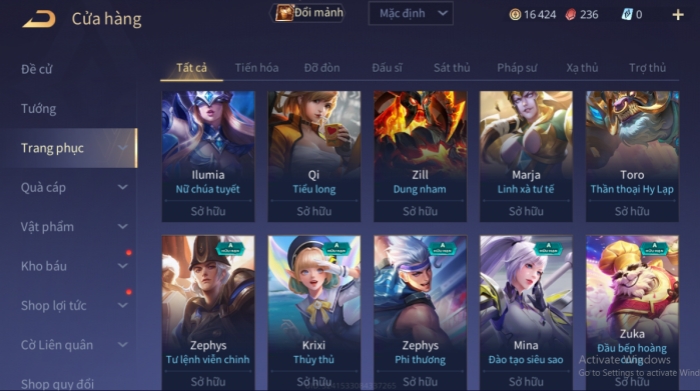 Cửa hàng
Đổi mảnh
Mặc định
16 424
236
0
Đề cử
Tướng
Trang phục
Quà cáp
Vật phẩm
Kho báu
Shop lợi tức
Cờ Liên quân
Shop quy đổi
Tất cả
Tiến hóa
Đỡ đòn
Đấu sĩ
Sát thủ
Pháp sư
Xạ thủ
Trợ thủ
Ilumia
Nữ chúa tuyết
Sở hữu
Qi
Tiểu long
Sở hữu
Zill
Dung nham
Sở hữu
Marja
Linh xà tư tế
Sở hữu
Toro
Thần thoại Hy Lạp
Sở hữu
Zephys
Tư lệnh viễn chinh
Sở hữu
Krixi
Thủy thủ
Sở hữu
Zephys
Phi thương
Sở hữu
Mina
Đào tạo siêu sao
Sở hữu
Zuka
Đầu bếp hoàng
cung
Sở hữu
Activate Windows
Go to Settings to activate Wind